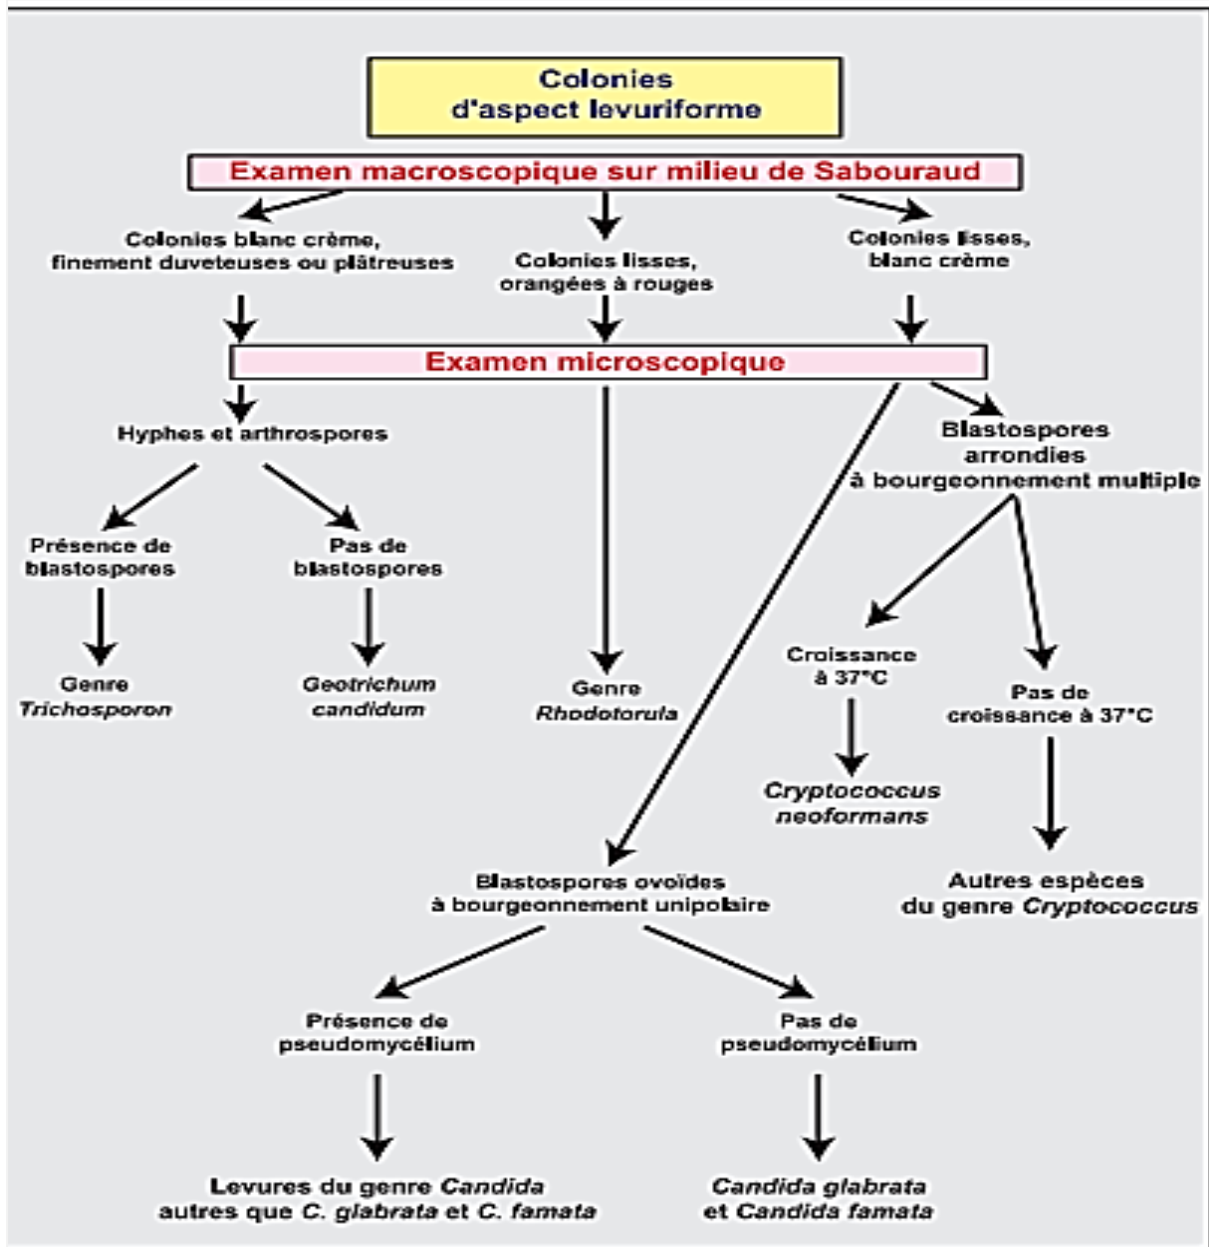 Colonies
d'aspect levuriforme
Examen macroscopique sur milieu de Sabouraud
Colonies blanc crème,
finement duveteuses ou plâtreuses
Colonies lisses,
orangées à rouges
Colonies lisses,
blanc crème
Examen microscopique
Hyphes et arthrospores
Blastospores
arrondies
à bourgeonnement multiple
Présence de
blastospores
Pas de
blastospores
Genre
Trichosporon
Geotrichum
candidum
Genre
Rhodotorula
Croissance
à 37°C
Pas de
croissance à 37°C
Cryptococcus
neoformans
Autres espèces
du genre Cryptococcus
Blastospores ovoïdes
à bourgeonnement unipolaire
Présence de
pseudomycélium
Pas de
pseudomycélium
Levures du genre Candida
autres que C. glabrata et C. famata
Candida glabrata
et Candida famata